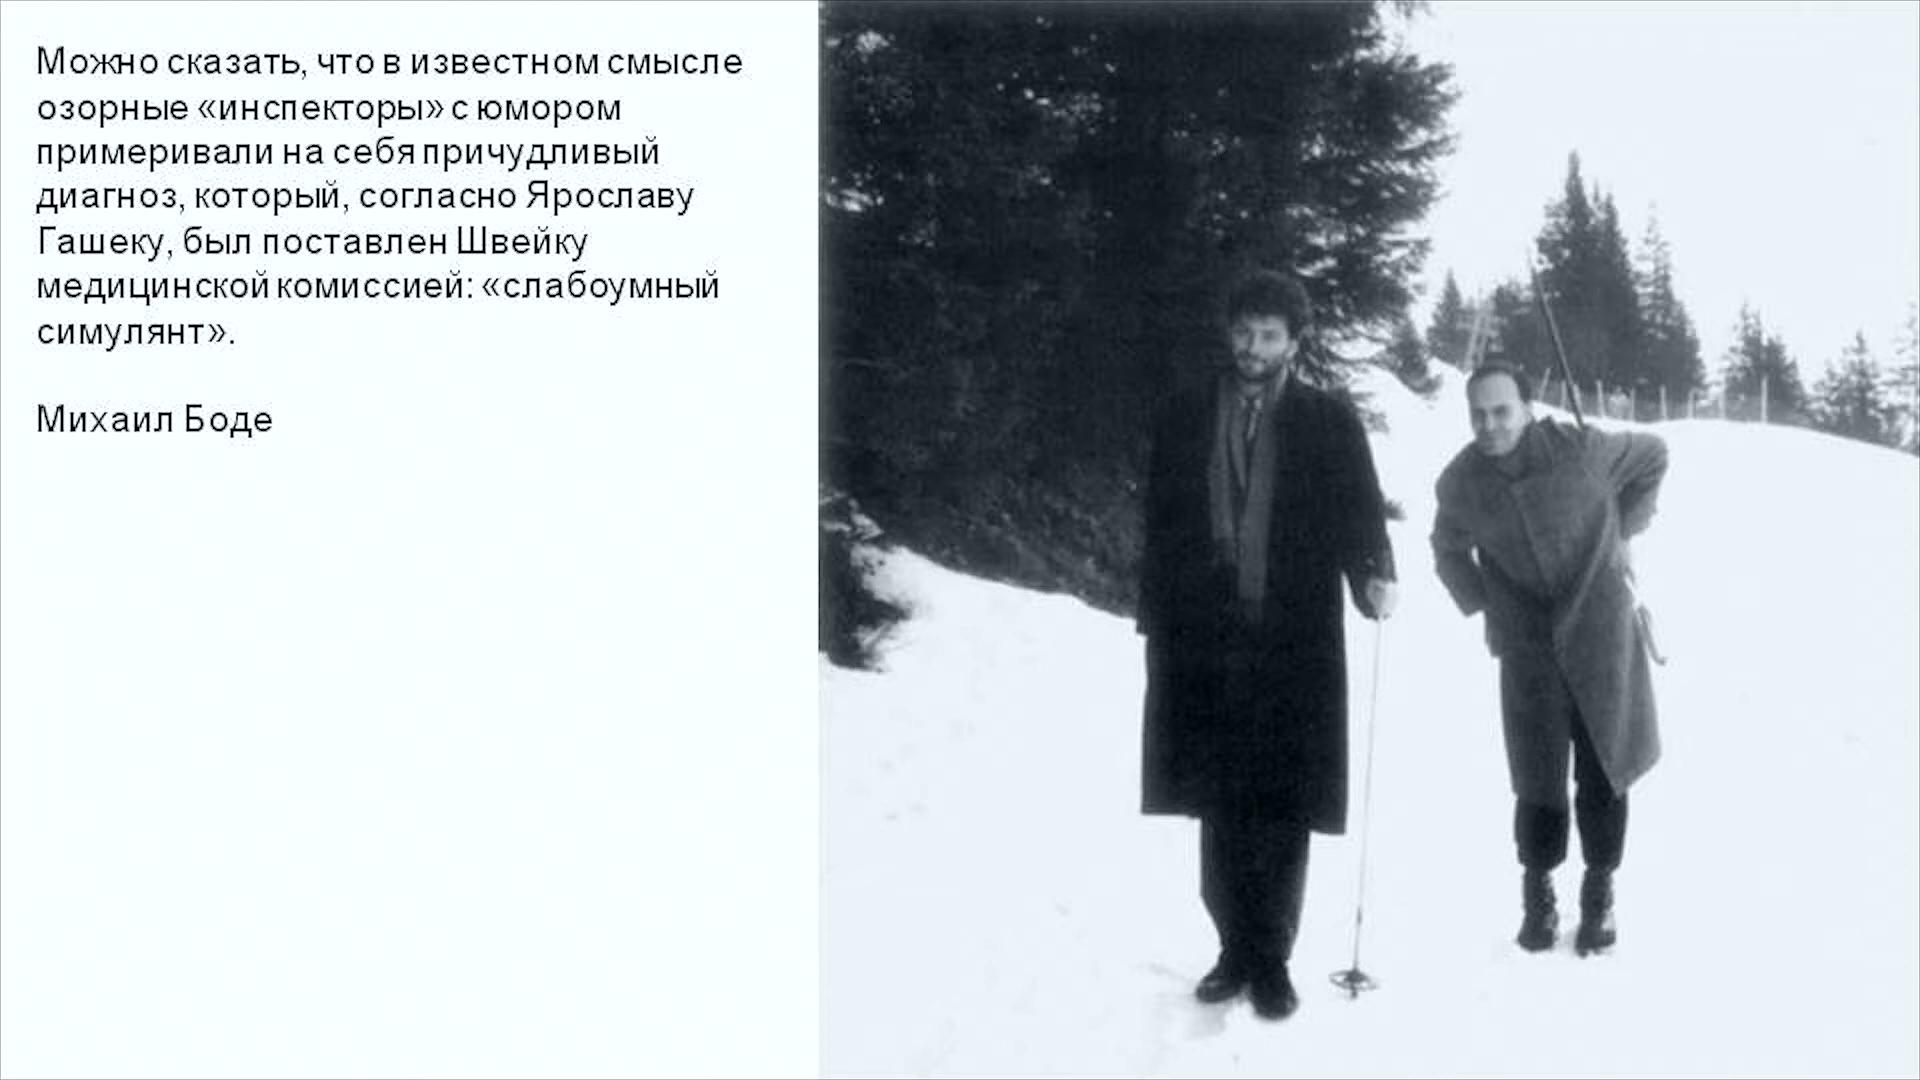 Можно сказать, что в известном смысле
озорные «инспекторы» с юмором
примеривали на себя причудливый
диагноз, который, согласно Ярославу
Гашеку, был поставлен Швейку
медицинской комиссией: «слабоумный
симулянт».
Михаил Боде